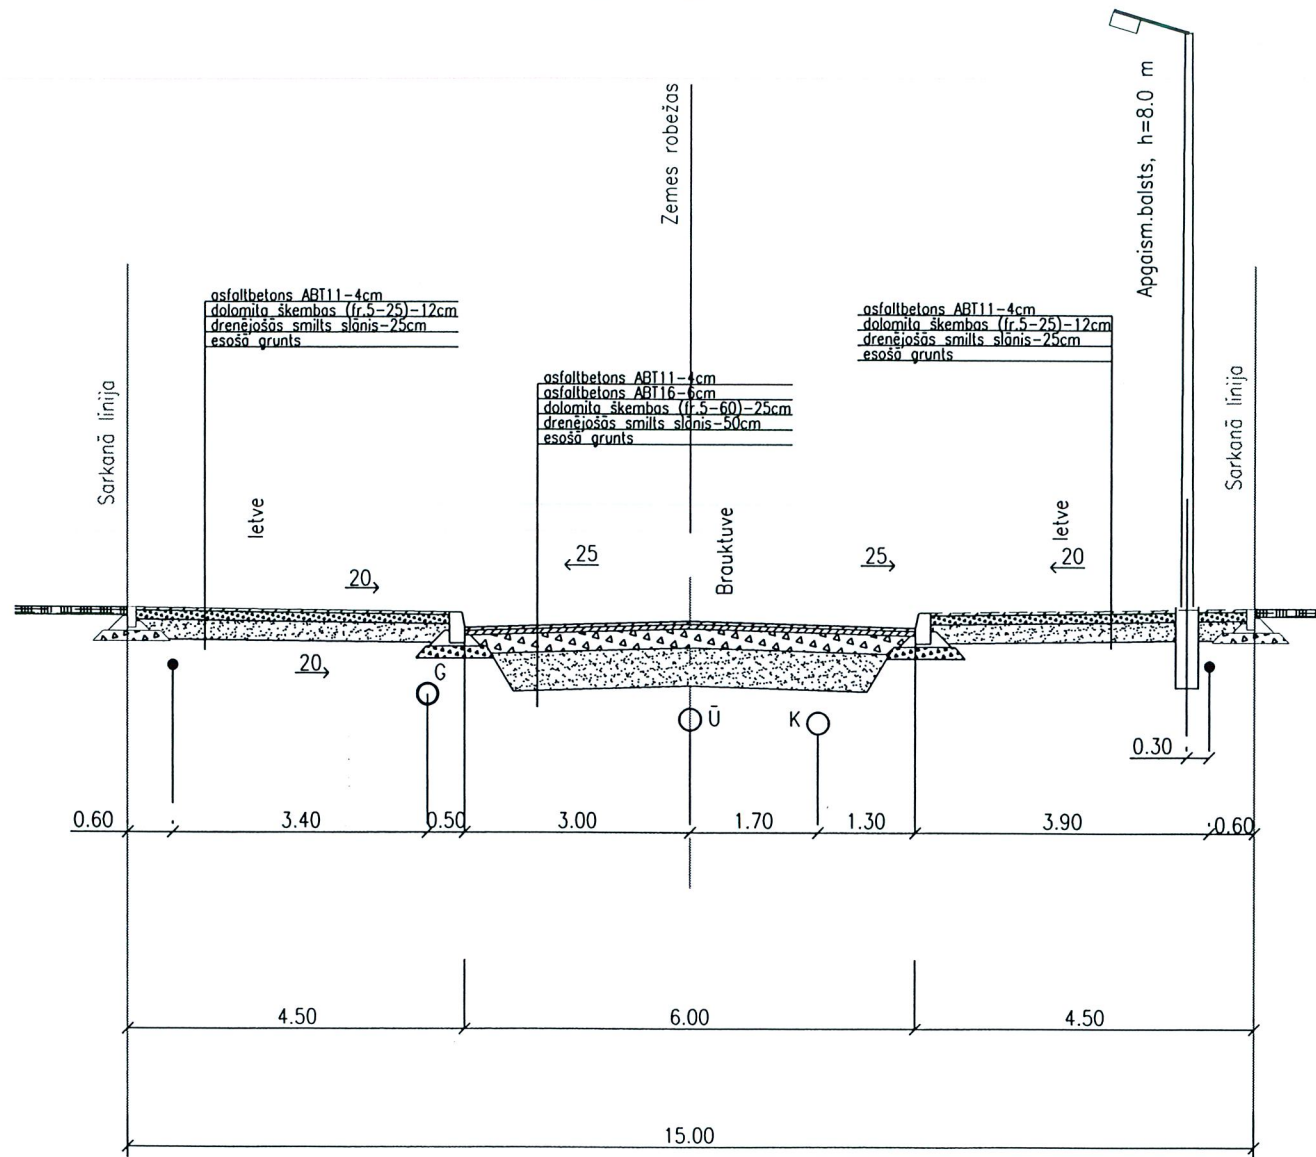 Apgaism.balsts, h=8.0 m
Zemes robežas
asfaltbetons ABT11-4cm
dolomīta šķembas (fr.5-25)-12cm
drenējošās smilts slānis-25cm
esošā grunts
asfaltbetons ABT11-4cm
dolomīta šķembas (fr.5-25)-12cm
drenējošās smilts slānis-25cm
esošā grunts
asfaltbetons ABT11-4cm
asfaltbetons ABT16-6cm
dolomīta šķembas (fr.5-60)-25cm
drenējošās smilts slānis-50cm
esošā grunts
Sarkanā līnija
Sarkanā līnija
Ietve
Brauktuve
Ietve
20
25
25
20
20
G
Ū
K
0.30
0.60
3.40
0.50
3.00
1.70
1.30
3.90
0.60
4.50
6.00
4.50
15.00